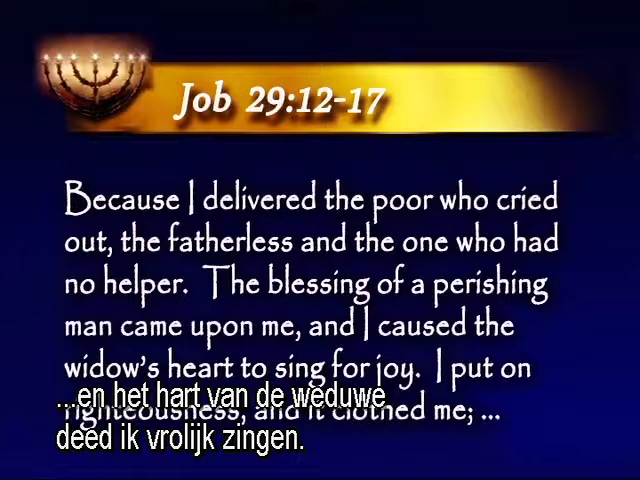 Job 29:12-17
Because I delivered the poor who cried
out, the fatherless and the one who had
no helper. The blessing of a perishing
man came upon me, and I caused the
widow's heart to sing for joy. I put on
righteousness, and it clothed me; ...
...en het hart van de weduwe
deed ik vrolijk zingen.